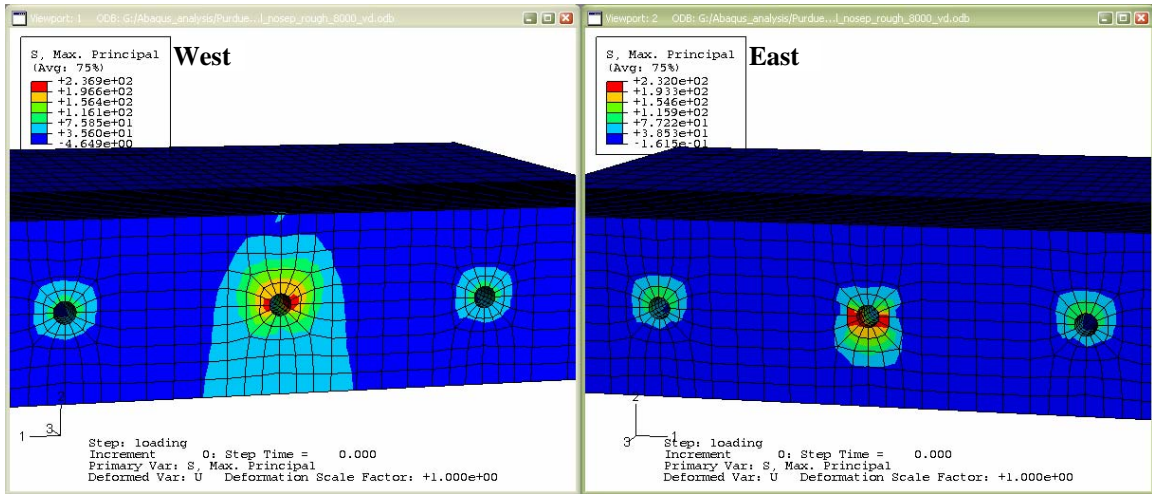 Viewport: 1 ODB: G:/Abaqus_analysis/Purdue...l_nosep_rough_8000_vd.odb
S, Max. Principal
(Avg: 75%)
+2.369e+02
+1.966e+02
+1.564e+02
+1.161e+02
+7.585e+01
+3.560e+01
-4.649e+00
West
2
3
1
Step: loading
Increment 0: Step Time = 0.000
Primary Var: S, Max. Principal
Deformed Var: U Deformation Scale Factor: +1.000e+00
Viewport: 2 ODB: G:/Abaqus_analysis/Purdue...l_nosep_rough_8000_vd.odb
S, Max. Principal
(Avg: 75%)
+2.320e+02
+1.933e+02
+1.546e+02
+1.159e+02
+7.722e+01
+3.853e+01
-1.615e-01
East
2
3
1
Step: loading
Increment 0: Step Time = 0.000
Primary Var: S, Max. Principal
Deformed Var: U Deformation Scale Factor: +1.000e+00